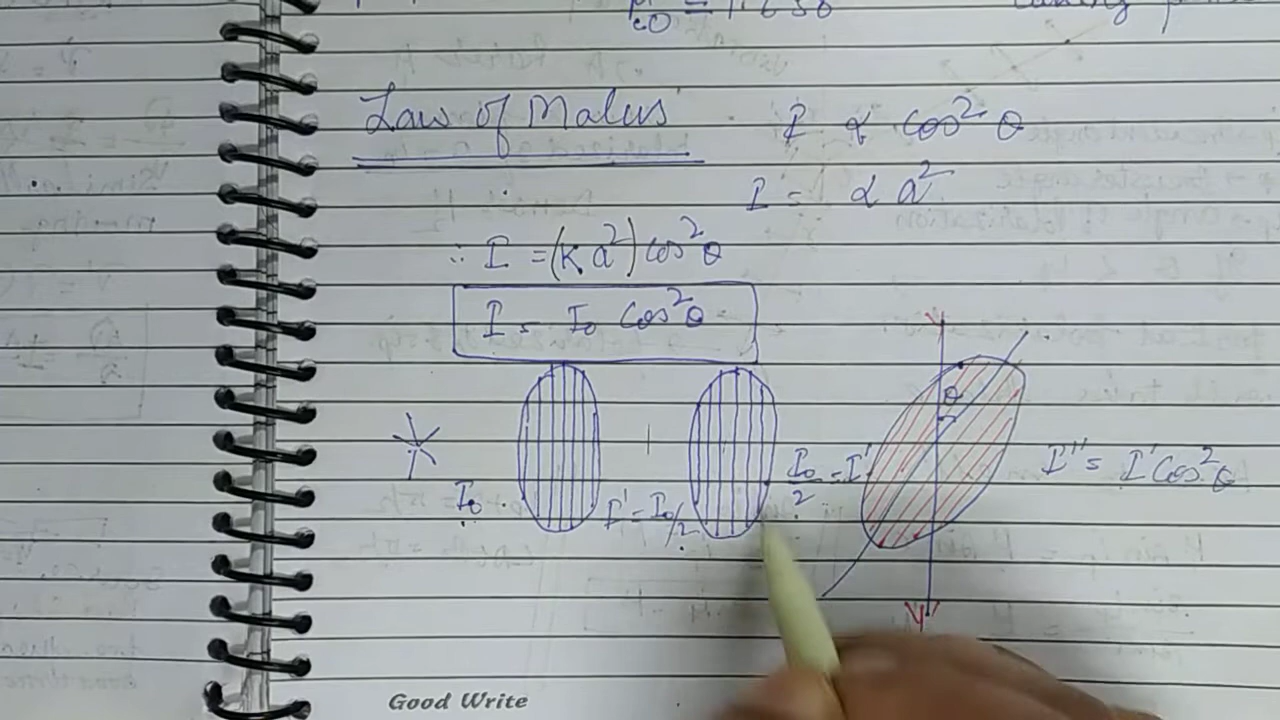 Law of Malus
I ∝ cos²θ
I = ∝ a²
∴ I = (K a²) cos²θ
I = I₀ Cos²θ
Y
θ
I₀
I' = I₀/2
I₀/2 = I'
I'' = I' Cos²θ
Y'
Good Write